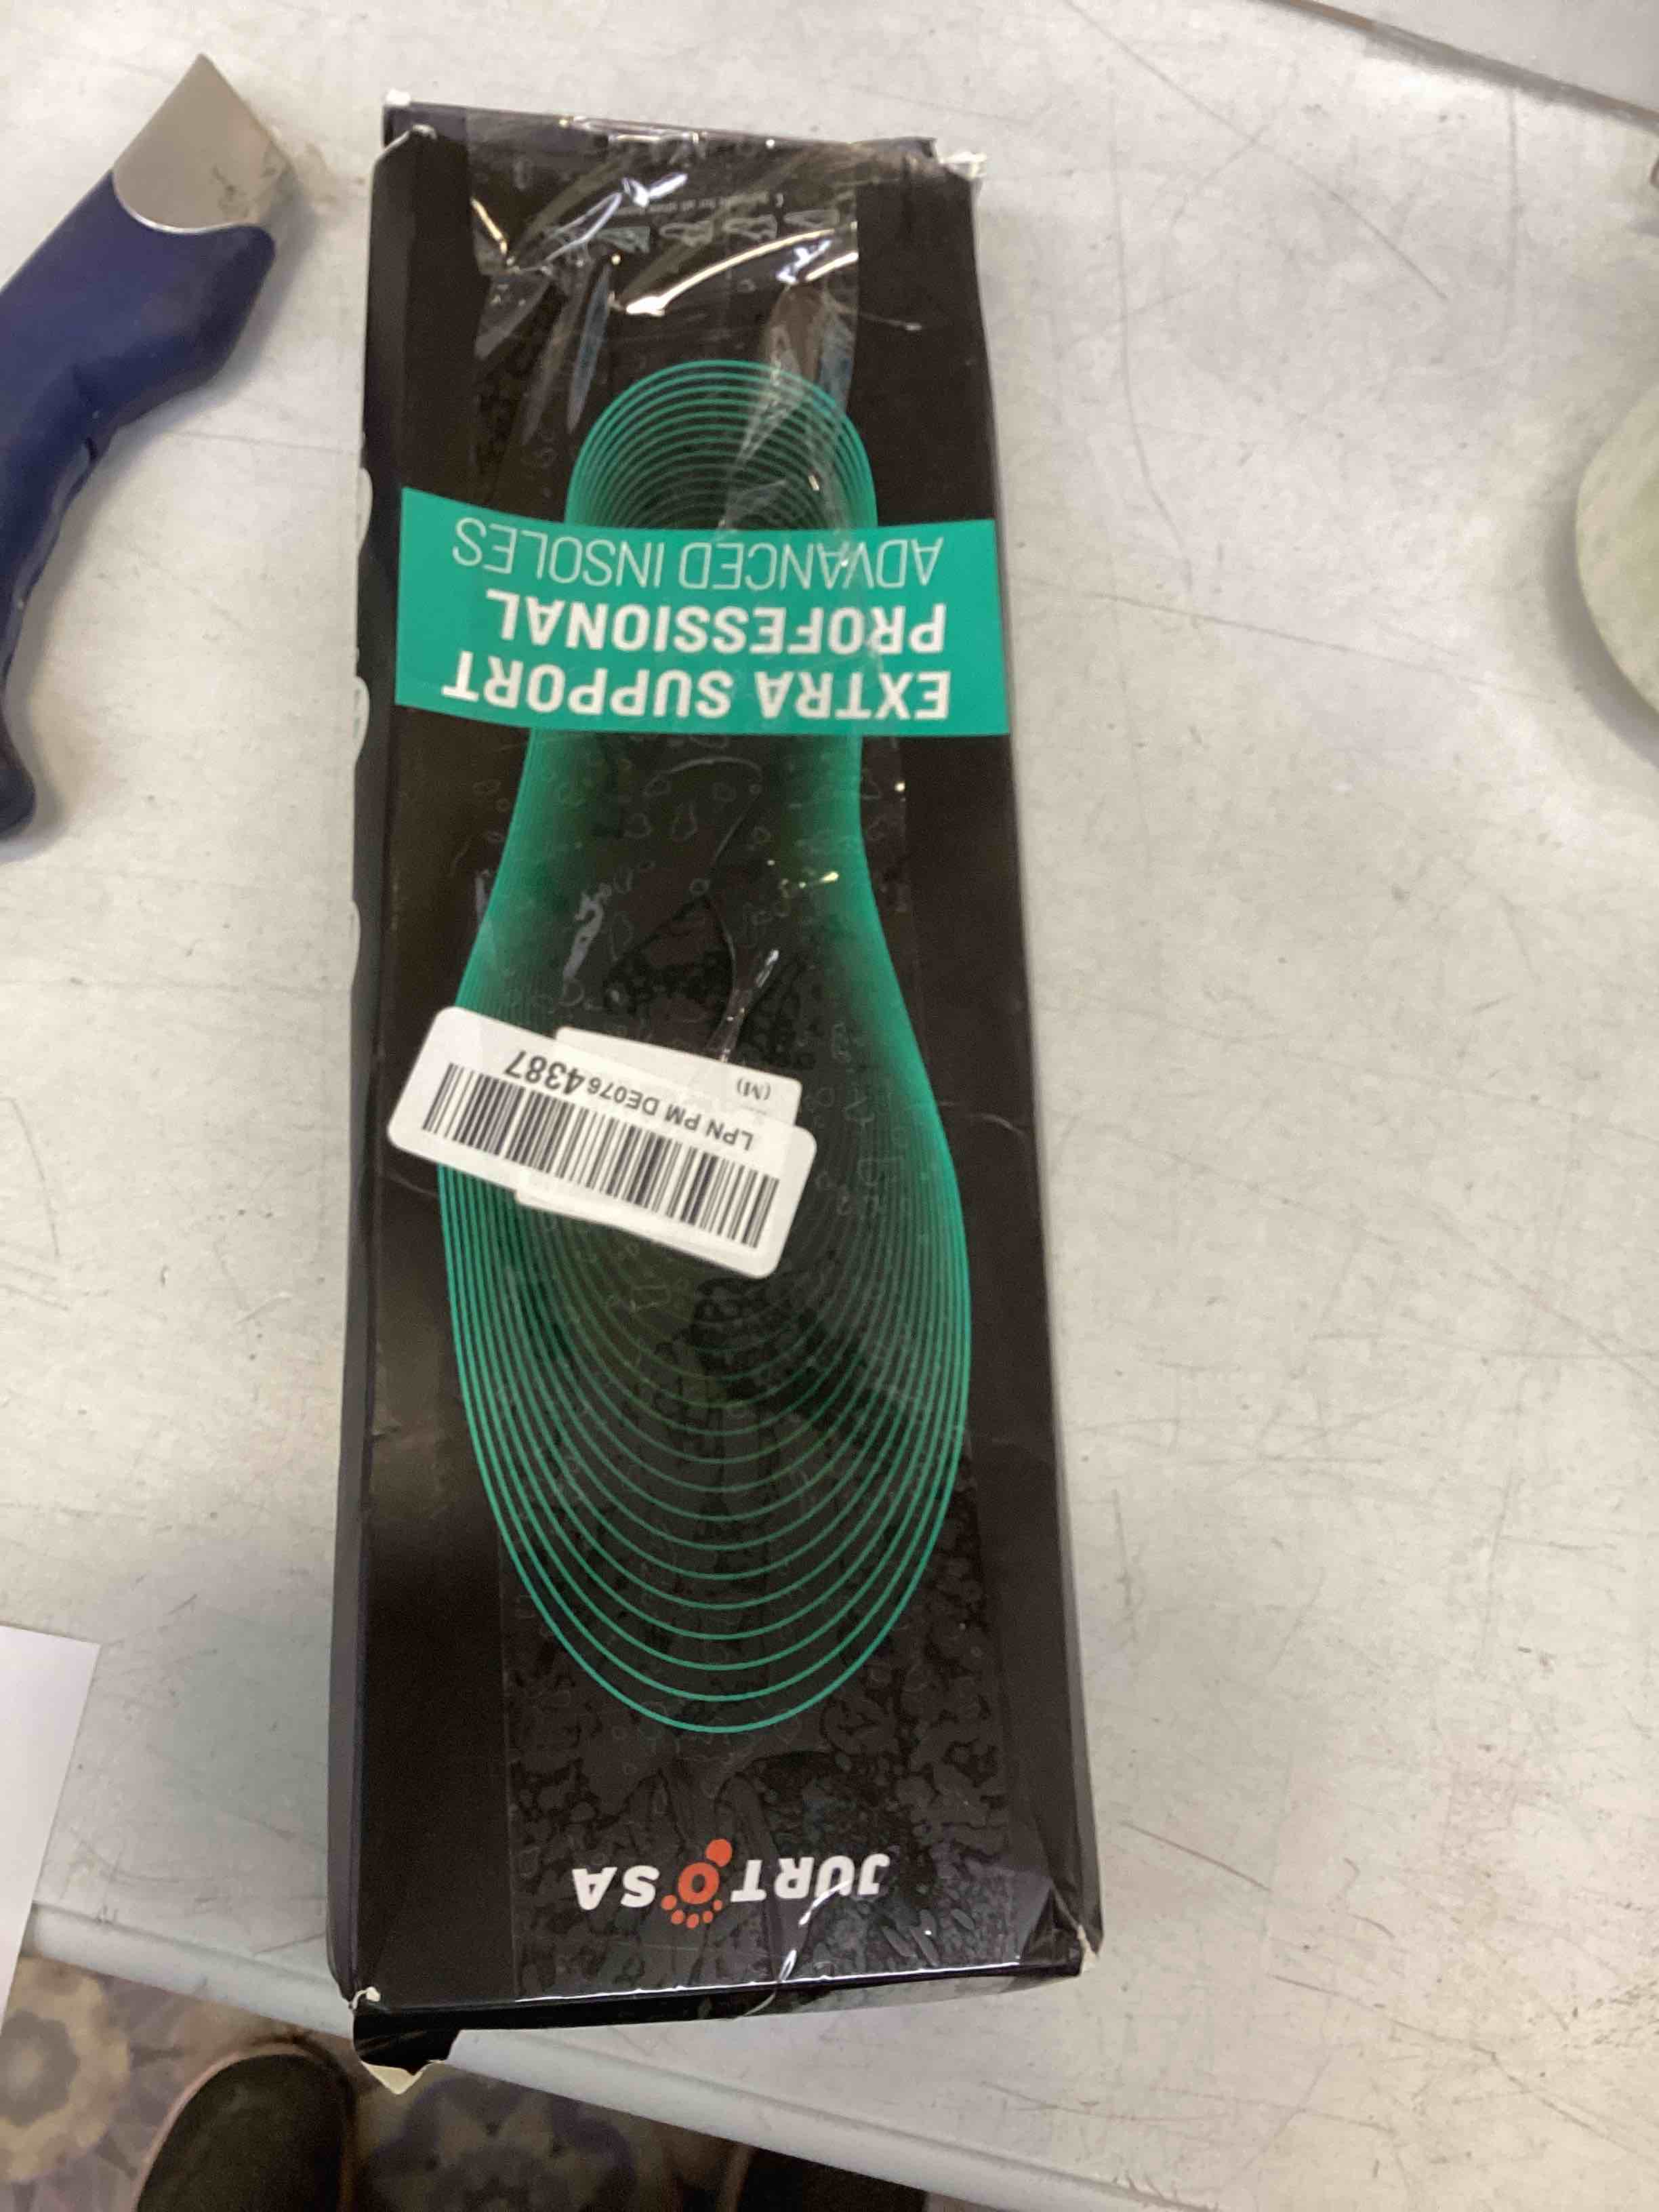 JURTOSA
LPN PM DE0764387
(M)
EXTRA SUPPORT
PROFESSIONAL
ADVANCED INSOLES